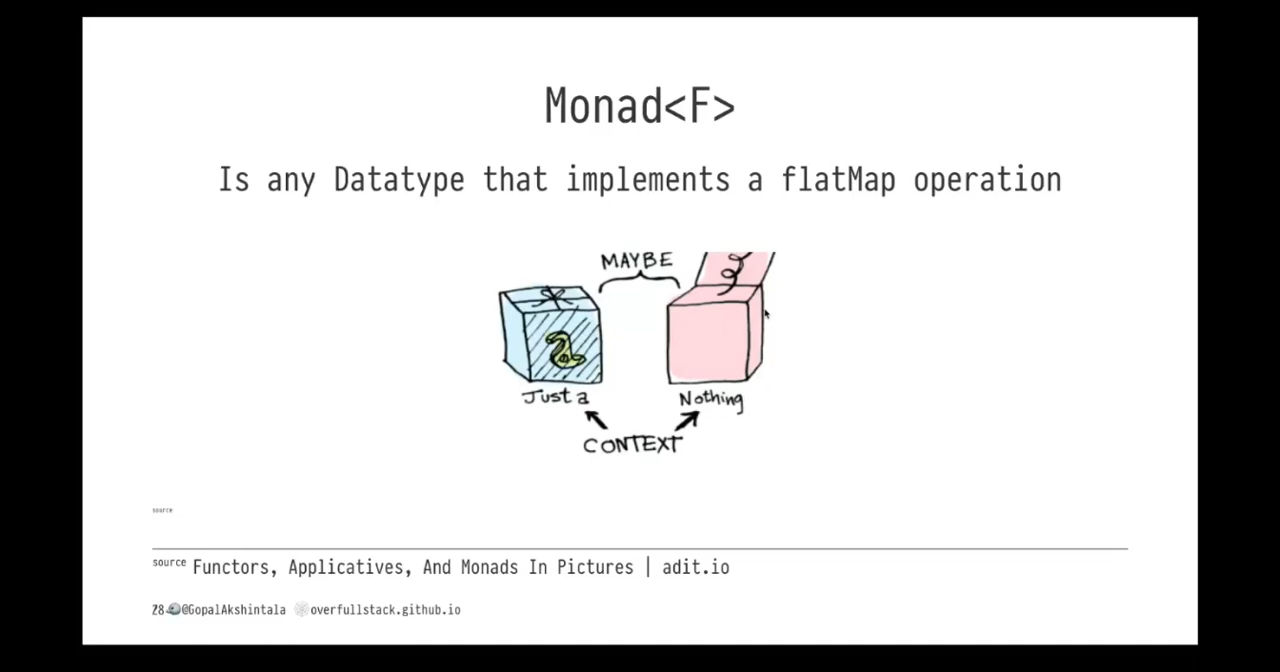 Monad<F>
Is any Datatype that implements a flatMap operation
MAYBE
Just a
Nothing
CONTEXT
source
source Functors, Applicatives, And Monads In Pictures | adit.io
28 @GopalAkshintala overfullstack.github.io